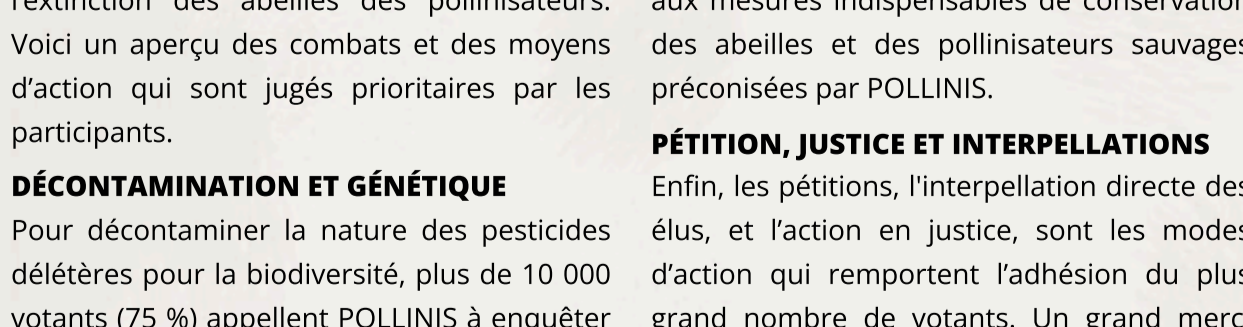 l'extinction des abeilles des pollinisateurs.
Voici un aperçu des combats et des moyens
d’action qui sont jugés prioritaires par les
participants.
DÉCONTAMINATION ET GÉNÉTIQUE
Pour décontaminer la nature des pesticides
délétères pour la biodiversité, plus de 10 000
votants (75 %) appellent POLLINIS à enquêter
aux mesures indispensables de conservation
des abeilles et des pollinisateurs sauvages
préconisées par POLLINIS.
PÉTITION, JUSTICE ET INTERPELLATIONS
Enfin, les pétitions, l'interpellation directe des
élus, et l’action en justice, sont les modes
d’action qui remportent l’adhésion du plus
grand nombre de votants. Un grand merc